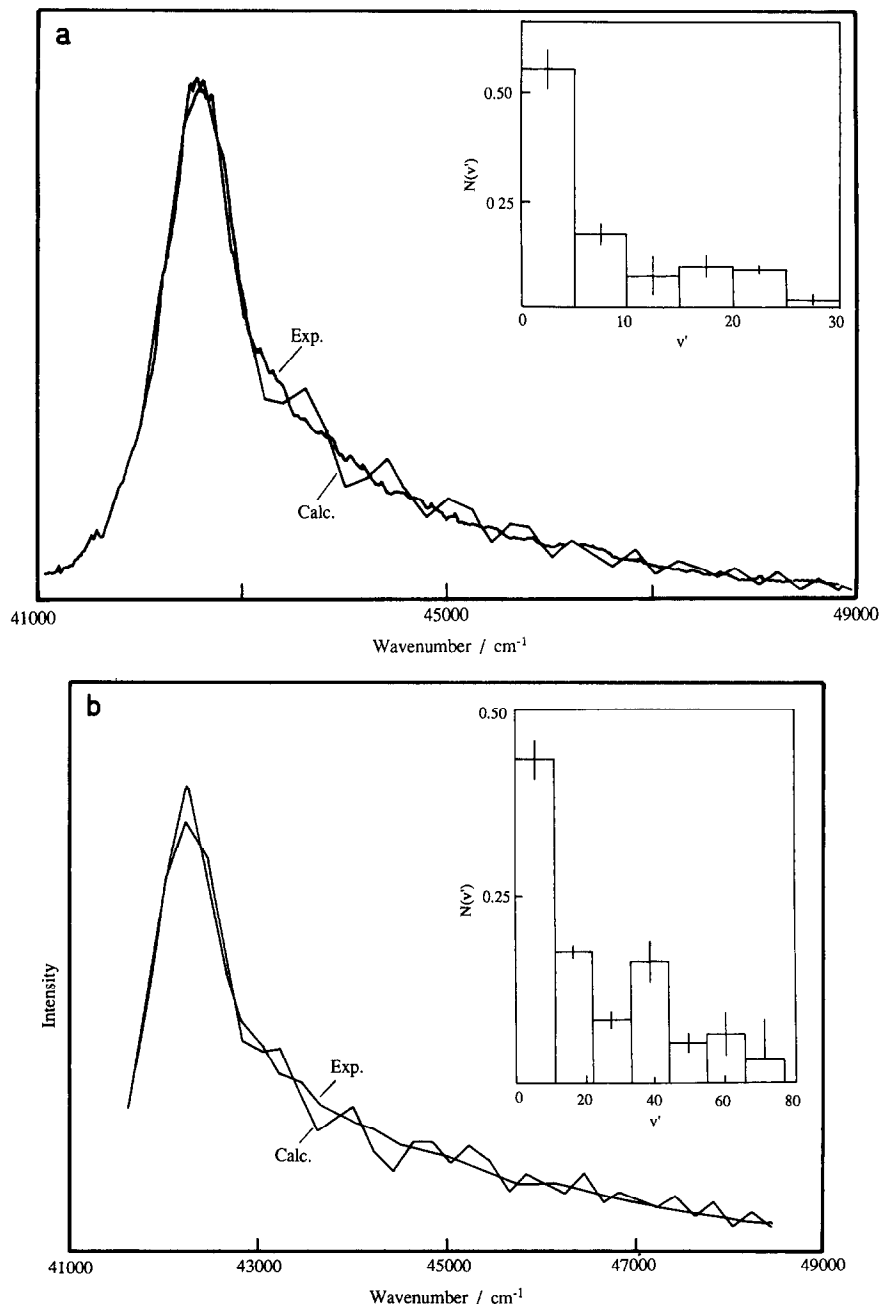 a
0.50
0 25
N(v')
0
10
20
30
v'
Exp.
Calc.
41000
45000
49000
Wavenumber / cm⁻¹
b
0.50
0.25
N(v')
0
20
40
60
80
v'
Intensity
Exp.
Calc.
41000
43000
45000
47000
49000
Wavenumber / cm⁻¹